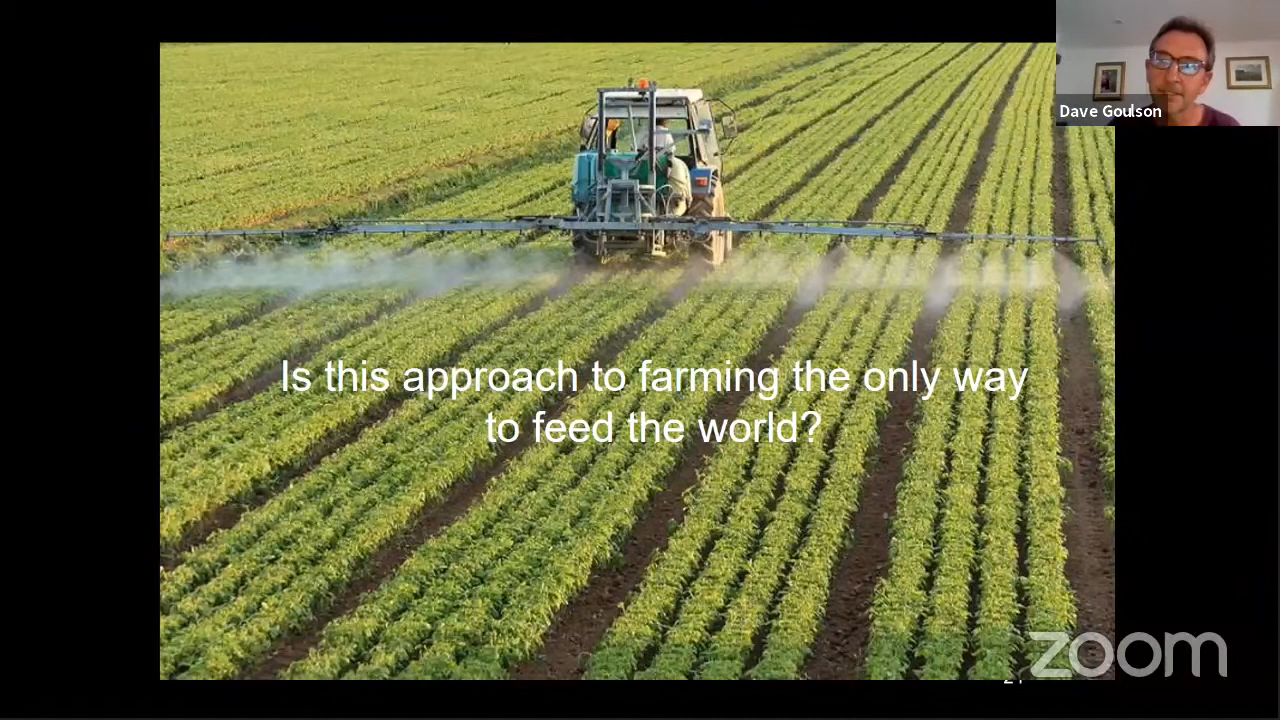 Dave Goulson
Is this approach to farming the only way
to feed the world?
zoom